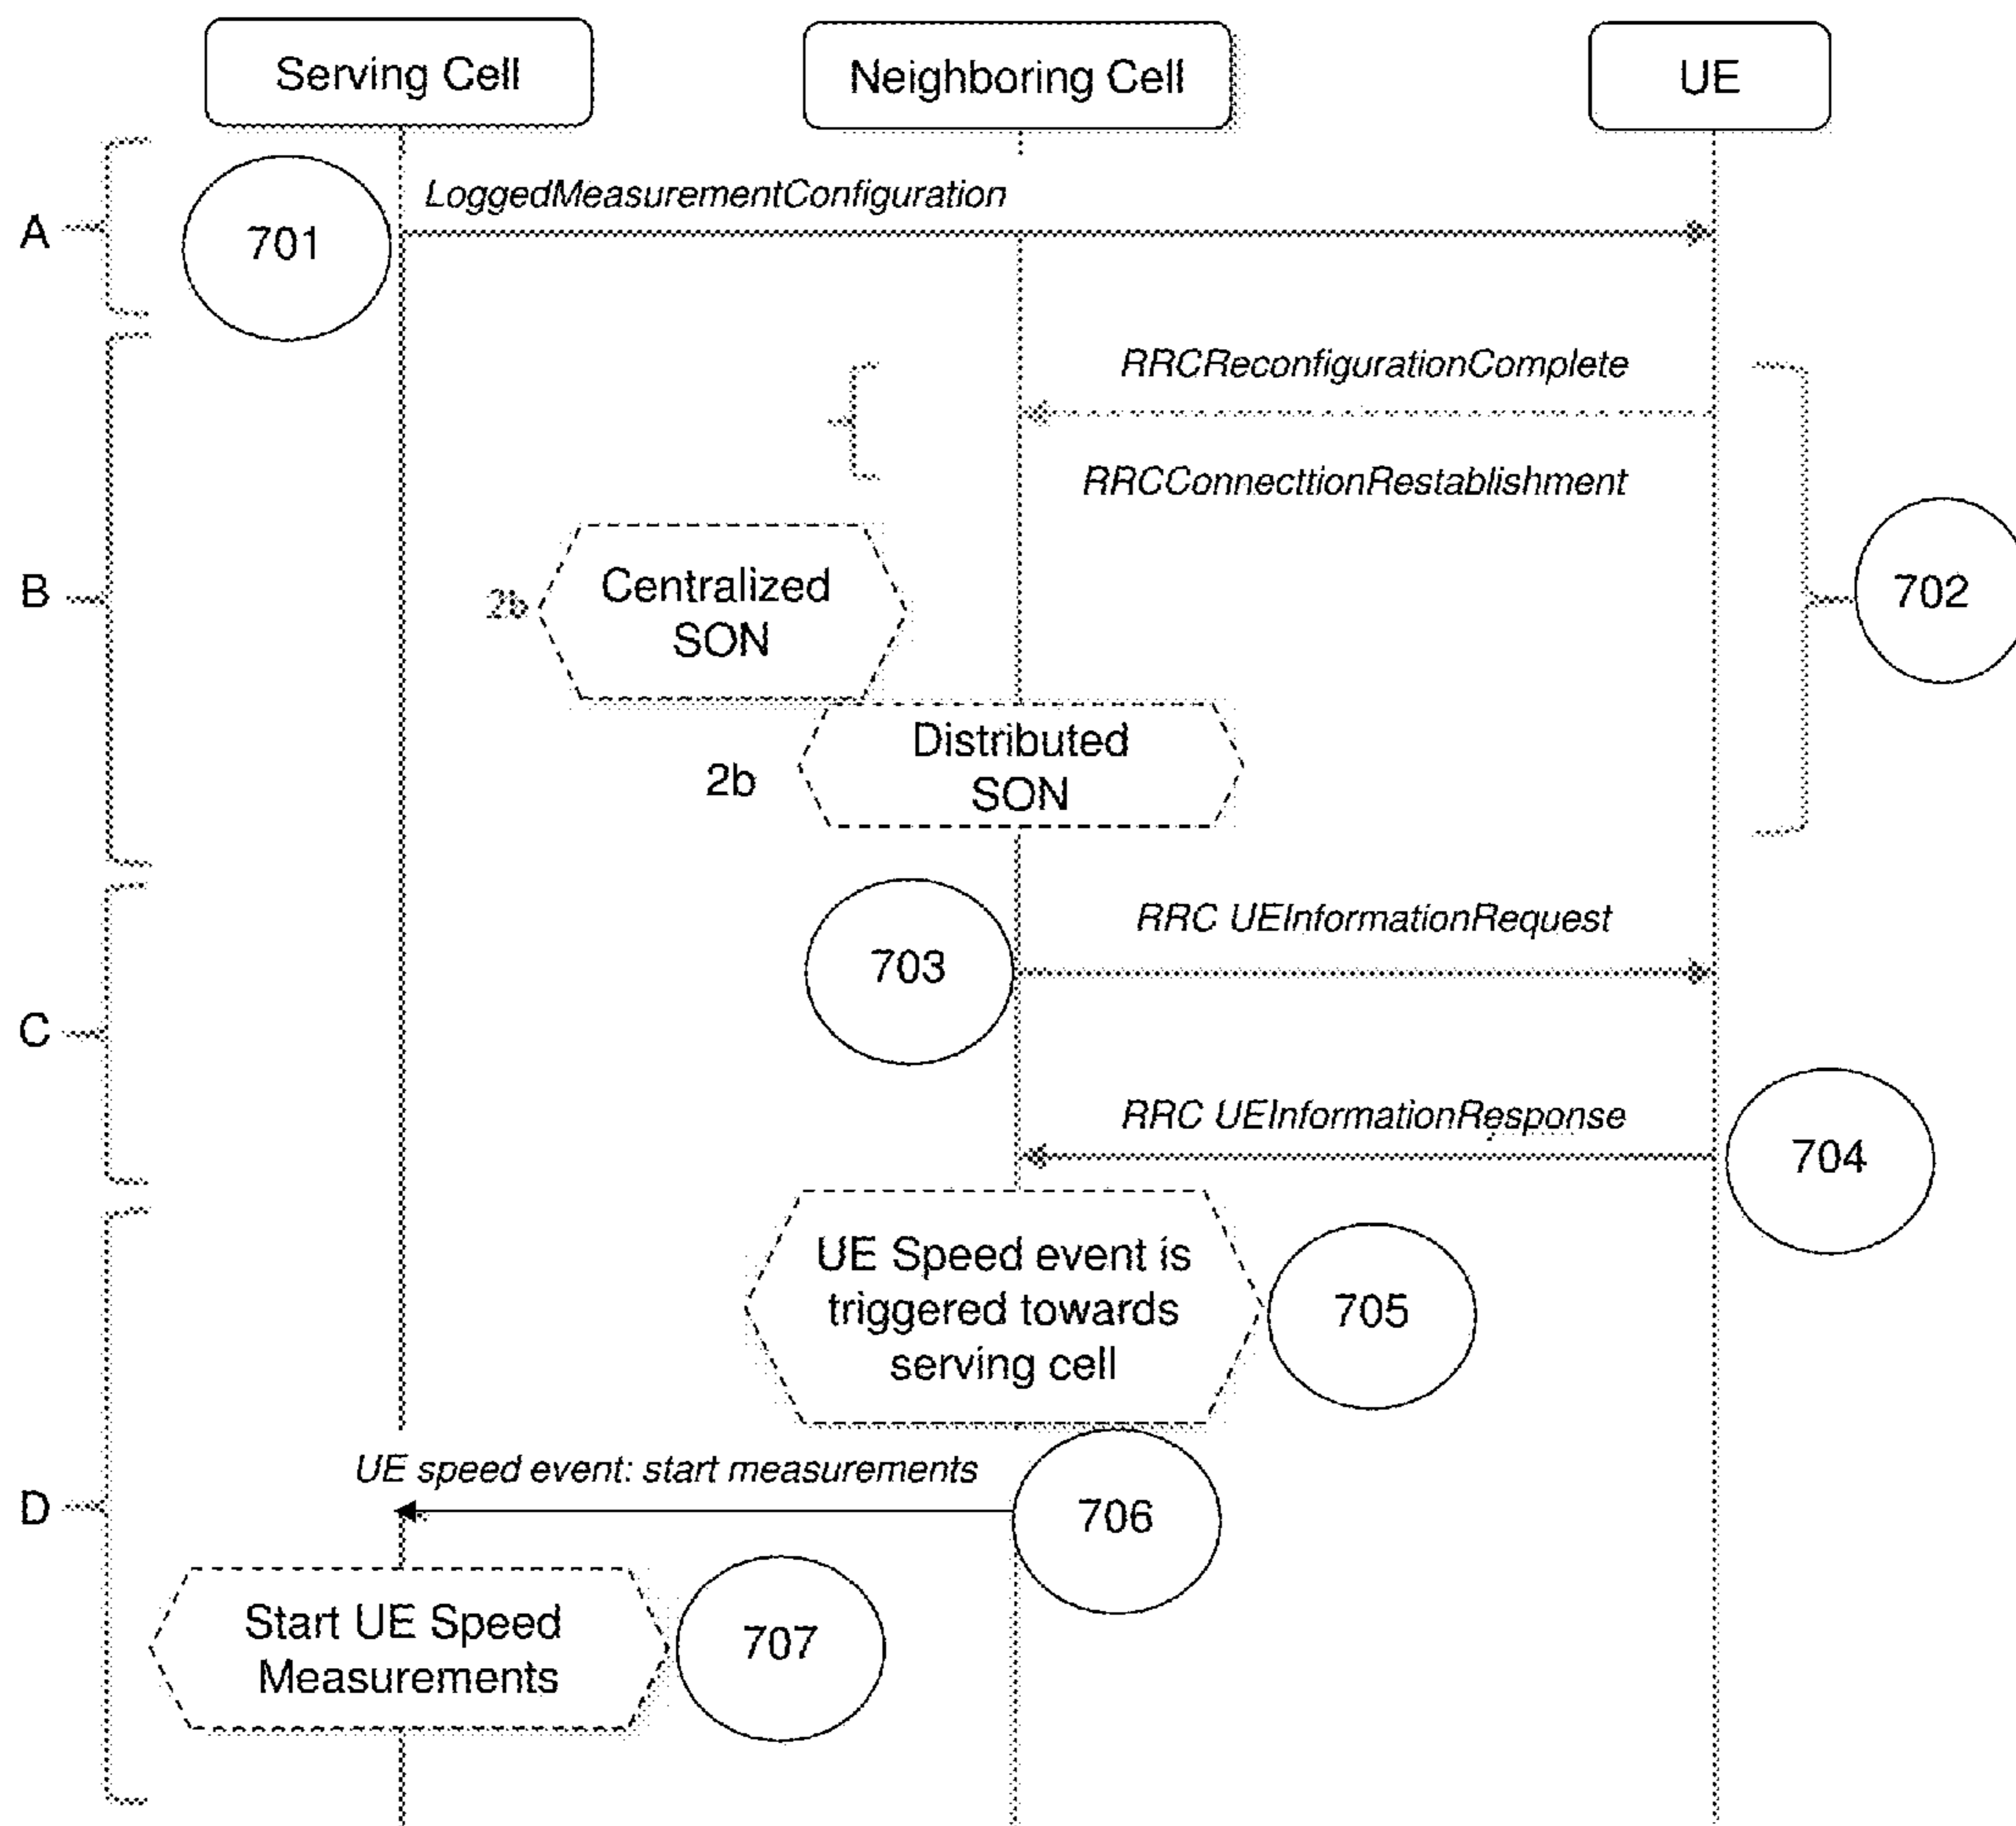 Serving Cell
Neighboring Cell
UE
LoggedMeasurementConfiguration
A
701
RRCReconfigurationComplete
RRCConnecttionRestablishment
B
2b
Centralized
SON
702
2b
Distributed
SON
RRC UEInformationRequest
703
C
RRC UEInformationResponse
704
UE Speed event is
triggered towards
serving cell
705
UE speed event: start measurements
706
D
Start UE Speed
Measurements
707